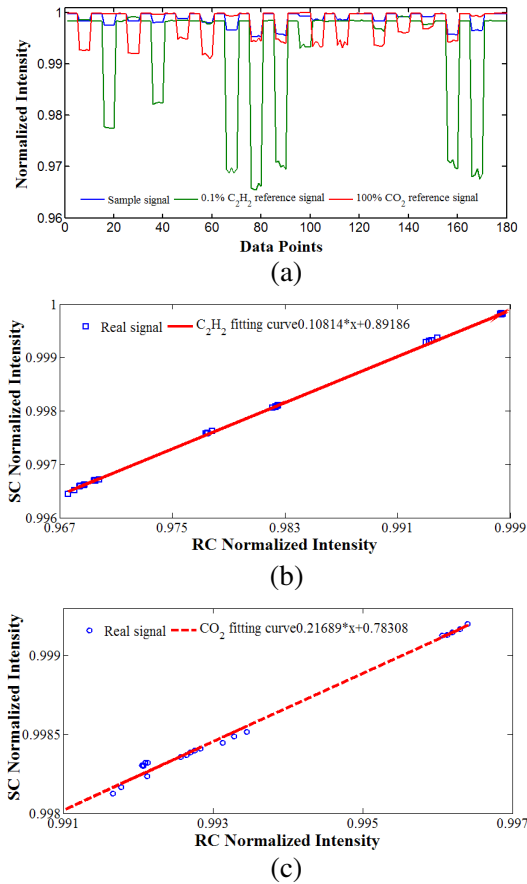 Normalized Intensity
1
0.99
0.98
0.97
0.96
Sample signal 0.1% C2H2 reference signal 100% CO2 reference signal
0 20 40 60 80 100 120 140 160 180
Data Points
(a)
SC Normalized Intensity
1
0.999
0.998
0.997
0.996
Real signal C2H2 fitting curve0.10814*x+0.89186
0.967 0.975 0.983 0.991 0.999
RC Normalized Intensity
(b)
SC Normalized Intensity
0.999
0.9985
0.998
Real signal CO2 fitting curve0.21689*x+0.78308
0.991 0.993 0.995 0.997
RC Normalized Intensity
(c)